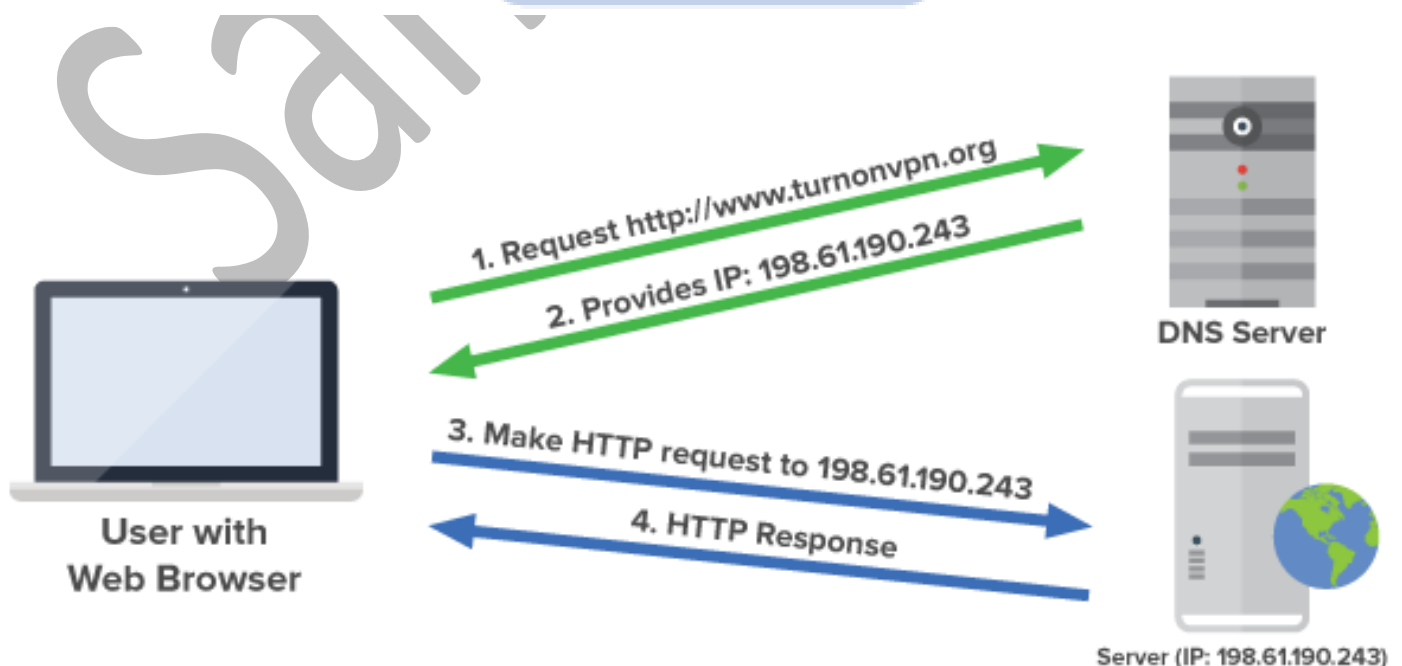 1. Request http://www.turnonvpn.org
2. Provides IP: 198.61.190.243
DNS Server
3. Make HTTP request to 198.61.190.243
4. HTTP Response
User with
Web Browser
Server (IP: 198.61.190.243)